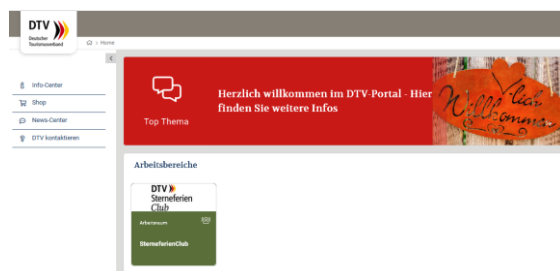 DTV
Deutscher
Tourismusverband
> Home
Info-Center
Shop
News-Center
DTV kontaktieren
Top Thema
Herzlich willkommen im DTV-Portal - Hier
finden Sie weitere Infos
Arbeitsbereiche
DTV
Sterneferien
Club
Arbeitsraum
SterneferienClub